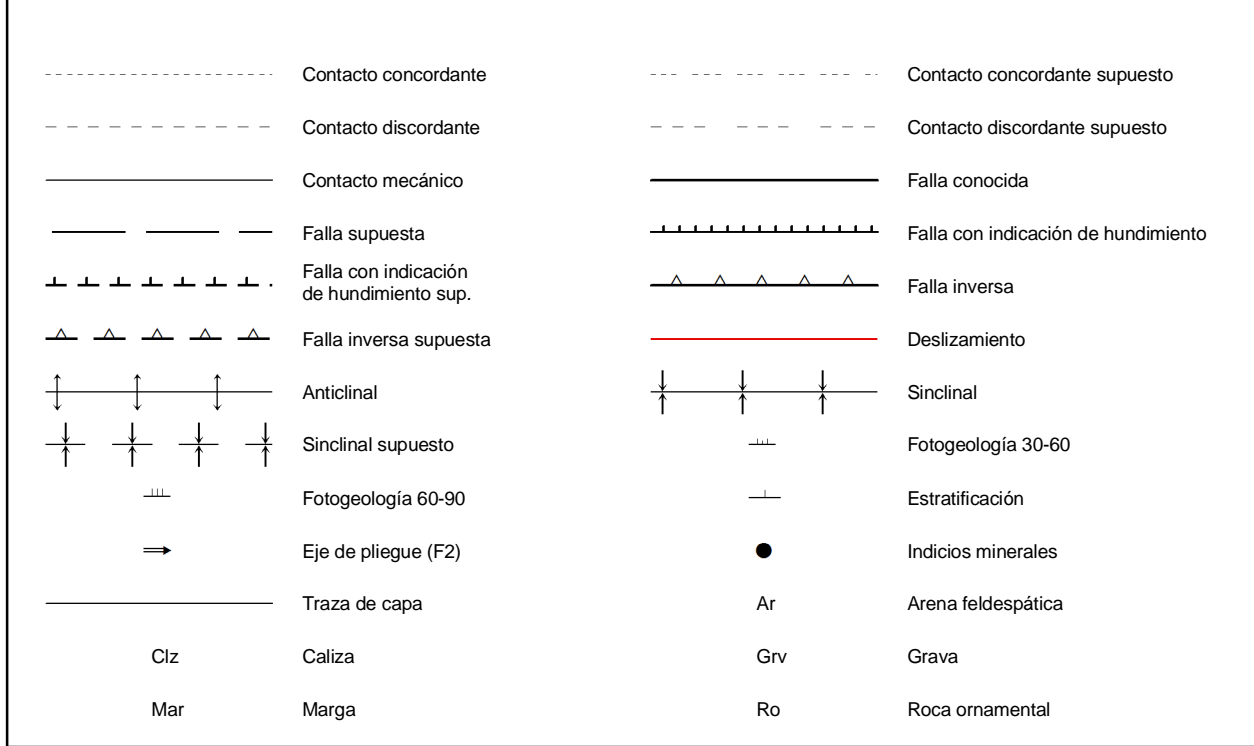 Contacto concordante
Contacto concordante supuesto
Contacto discordante
Contacto discordante supuesto
Contacto mecánico
Falla conocida
Falla supuesta
Falla con indicación de hundimiento
Falla con indicación
de hundimiento sup.
Falla inversa
Falla inversa supuesta
Deslizamiento
Anticlinal
Sinclinal
Sinclinal supuesto
Fotogeología 30-60
Fotogeología 60-90
Estratificación
Eje de pliegue (F2)
Indicios minerales
Traza de capa
Ar Arena feldespática
Clz Caliza
Grv Grava
Mar Marga
Ro Roca ornamental